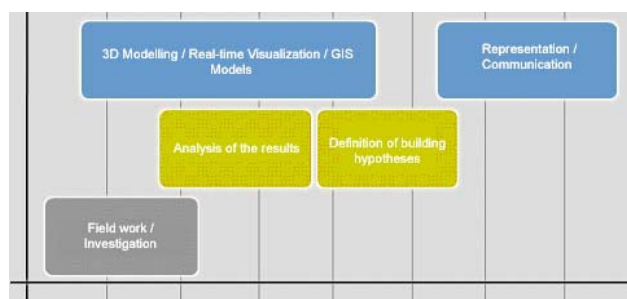 3D Modelling / Real-time Visualization / GIS
Models
Representation /
Communication
Analysis of the results
Definition of building
hypotheses
Field work /
Investigation